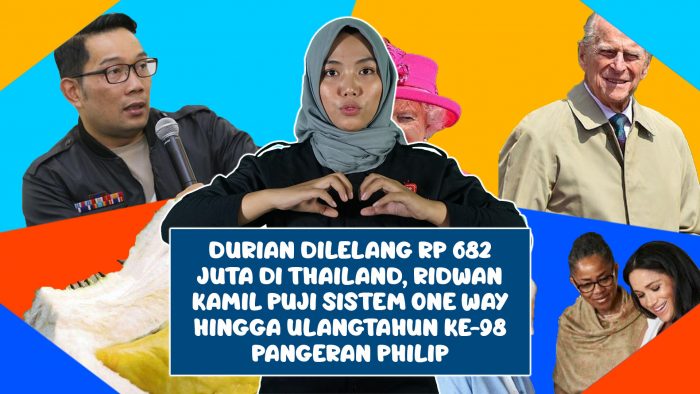 DURIAN DILELANG RP 682
JUTA DI THAILAND, RIDWAN
KAMIL PUJI SISTEM ONE WAY
HINGGA ULANGTAHUN KE-98
PANGERAN PHILIP